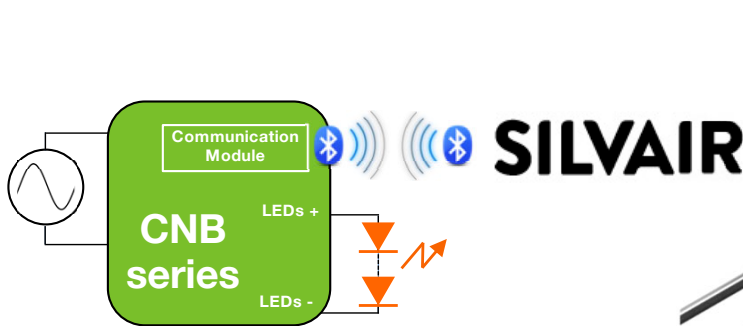 Communication
Module
SILVAIR
LEDs +
CNB
series
LEDs -